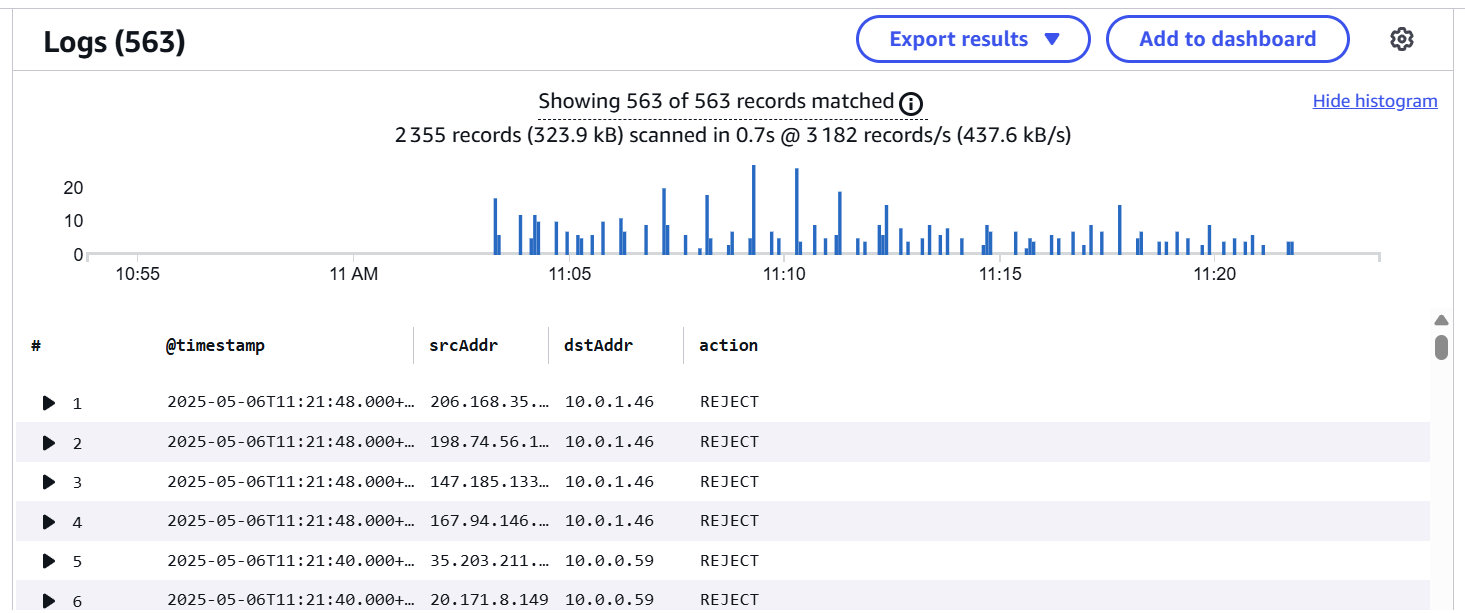 Logs (563)
Export results ▼
Add to dashboard
Showing 563 of 563 records matched
Hide histogram
2 355 records (323.9 kB) scanned in 0.7s @ 3 182 records/s (437.6 kB/s)
20
10
0
10:55 11 AM 11:05 11:10 11:15 11:20
# @timestamp srcAddr dstAddr action
1 2025-05-06T11:21:48.000+… 206.168.35.… 10.0.1.46 REJECT
2 2025-05-06T11:21:48.000+… 198.74.56.1… 10.0.1.46 REJECT
3 2025-05-06T11:21:48.000+… 147.185.133… 10.0.1.46 REJECT
4 2025-05-06T11:21:48.000+… 167.94.146.… 10.0.1.46 REJECT
5 2025-05-06T11:21:40.000+… 35.203.211.… 10.0.0.59 REJECT
6 2025-05-06T11:21:40.000+… 20.171.8.149 10.0.0.59 REJECT